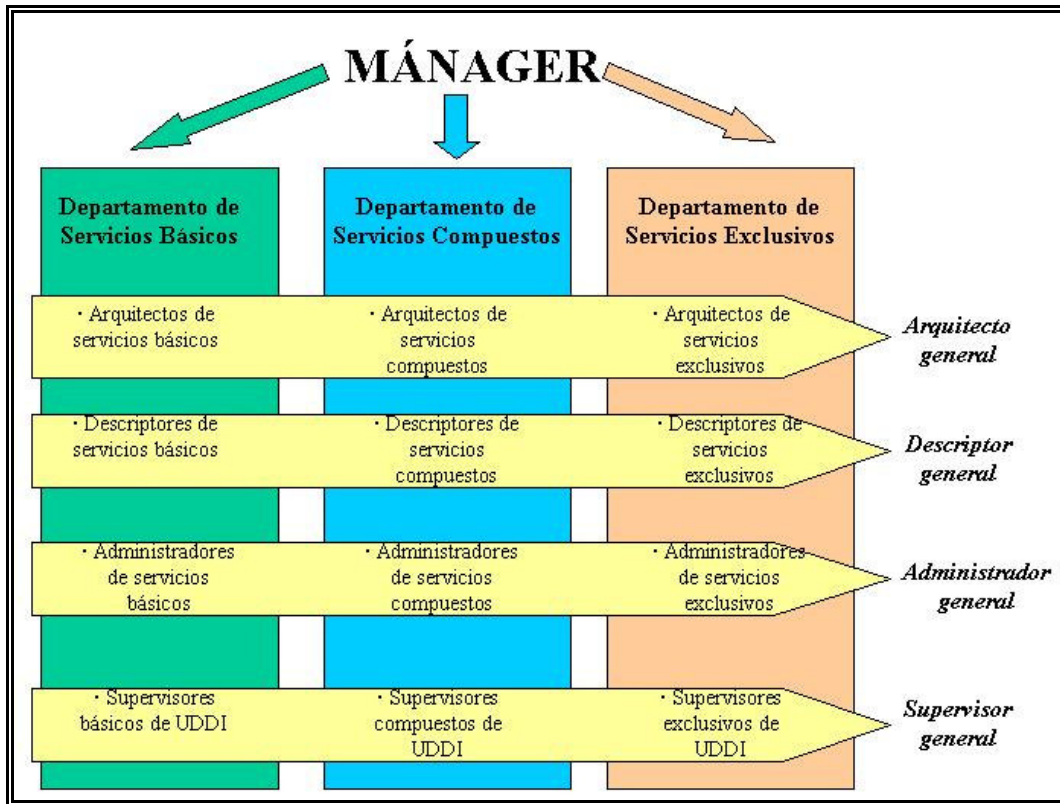 MÁNAGER
Departamento de
Servicios Básicos
Departamento de
Servicios Compuestos
Departamento de
Servicios Exclusivos
· Arquitectos de
servicios básicos
· Arquitectos de
servicios
compuestos
· Arquitectos de
servicios
exclusivos
Arquitecto
general
· Descriptores de
servicios básicos
· Descriptores de
servicios
compuestos
· Descriptores de
servicios
exclusivos
Descriptor
general
· Administradores
de servicios
básicos
· Administradores
de servicios
compuestos
· Administradores
de servicios
exclusivos
Administrador
general
· Supervisores
básicos de UDDI
· Supervisores
compuestos de
UDDI
· Supervisores
exclusivos de
UDDI
Supervisor
general